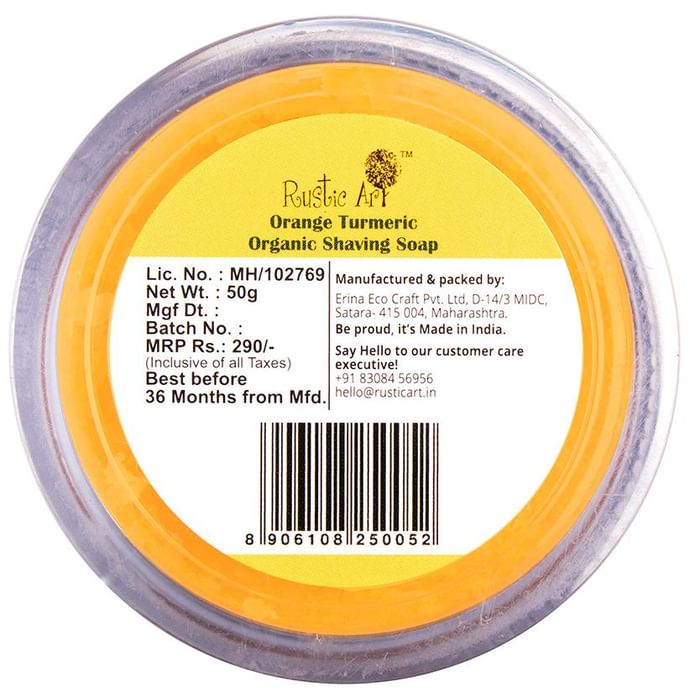 Rustic Art TM
Orange Turmeric
Organic Shaving Soap
Lic. No. : MH/102769
Net Wt. : 50g
Mgf Dt. :
Batch No. :
MRP Rs.: 290/-
(Inclusive of all Taxes)
Best before
36 Months from Mfd.
Manufactured & packed by:
Erina Eco Craft Pvt. Ltd, D-14/3 MIDC,
Satara- 415 004, Maharashtra.
Be proud, it's Made in India.
Say Hello to our customer care
executive!
+91 83084 56956
hello@rusticart.in
8 906108 250052